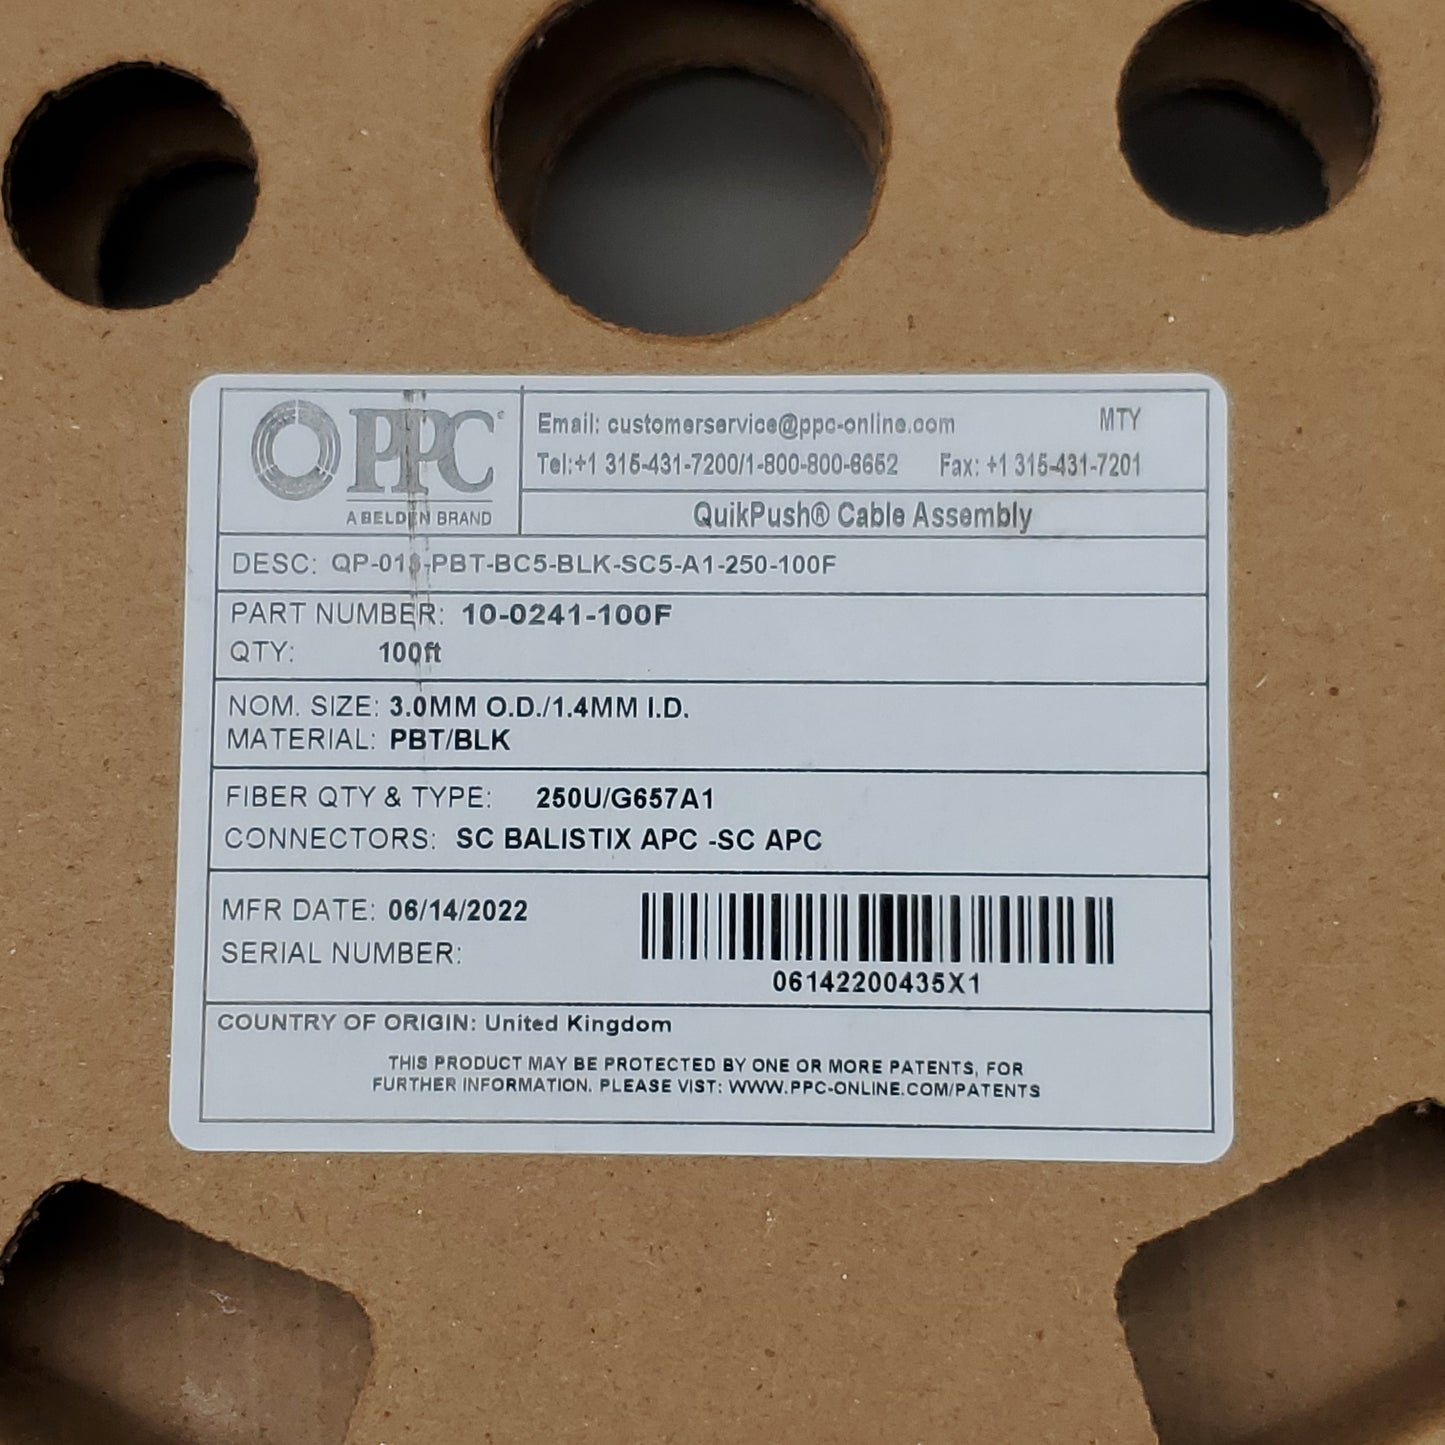 PPC®
A BELDEN BRAND
Email: customerservice@ppc-online.com MTY
Tel:+1 315-431-7200/1-800-800-6652 Fax: +1 315-431-7201
QuikPush® Cable Assembly
DESC: QP-013-PBT-BC5-BLK-SC5-A1-250-100F
PART NUMBER: 10-0241-100F
QTY: 100ft
NOM. SIZE: 3.0MM O.D./1.4MM I.D.
MATERIAL: PBT/BLK
FIBER QTY & TYPE: 250U/G657A1
CONNECTORS: SC BALISTIX APC -SC APC
MFR DATE: 06/14/2022
SERIAL NUMBER:
06142200435X1
COUNTRY OF ORIGIN: United Kingdom
THIS PRODUCT MAY BE PROTECTED BY ONE OR MORE PATENTS, FOR
FURTHER INFORMATION. PLEASE VIST: WWW.PPC-ONLINE.COM/PATENTS